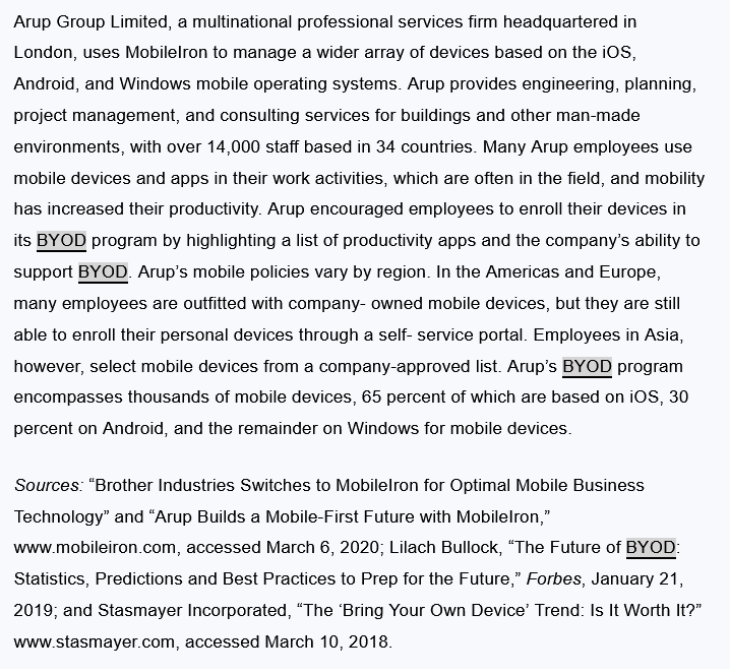 Arup Group Limited, a multinational professional services firm headquartered in
London, uses MobileIron to manage a wider array of devices based on the iOS,
Android, and Windows mobile operating systems. Arup provides engineering, planning,
project management, and consulting services for buildings and other man-made
environments, with over 14,000 staff based in 34 countries. Many Arup employees use
mobile devices and apps in their work activities, which are often in the field, and mobility
has increased their productivity. Arup encouraged employees to enroll their devices in
its BYOD program by highlighting a list of productivity apps and the company’s ability to
support BYOD. Arup’s mobile policies vary by region. In the Americas and Europe,
many employees are outfitted with company- owned mobile devices, but they are still
able to enroll their personal devices through a self- service portal. Employees in Asia,
however, select mobile devices from a company-approved list. Arup’s BYOD program
encompasses thousands of mobile devices, 65 percent of which are based on iOS, 30
percent on Android, and the remainder on Windows for mobile devices.
Sources: “Brother Industries Switches to MobileIron for Optimal Mobile Business
Technology” and “Arup Builds a Mobile-First Future with MobileIron,”
www.mobileiron.com, accessed March 6, 2020; Lilach Bullock, “The Future of BYOD:
Statistics, Predictions and Best Practices to Prep for the Future,” Forbes, January 21,
2019; and Stasmayer Incorporated, “The ‘Bring Your Own Device’ Trend: Is It Worth It?”
www.stasmayer.com, accessed March 10, 2018.